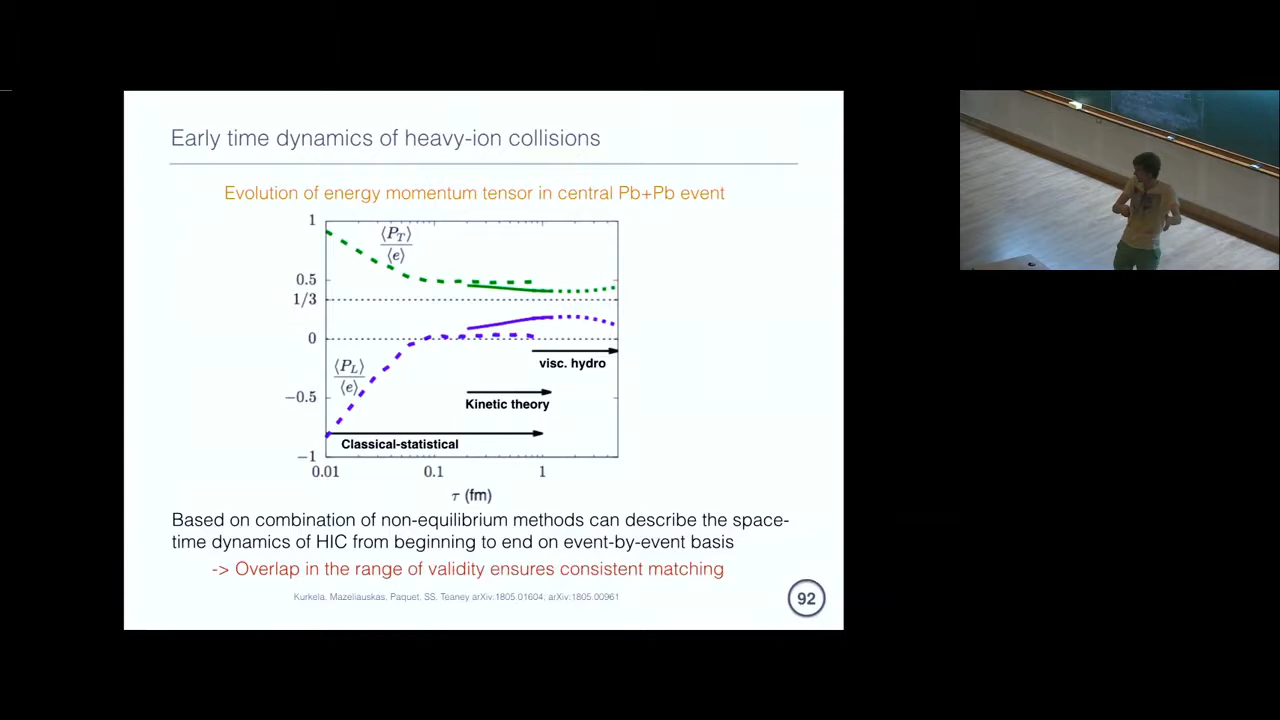 Early time dynamics of heavy-ion collisions
Evolution of energy momentum tensor in central Pb+Pb event
1
⟨P_T⟩
⟨e⟩
0.5
1/3
0
visc. hydro
⟨P_L⟩
⟨e⟩
−0.5
Kinetic theory
Classical-statistical
−1
0.01 0.1 1
τ (fm)
Based on combination of non-equilibrium methods can describe the space-
time dynamics of HIC from beginning to end on event-by-event basis
-> Overlap in the range of validity ensures consistent matching
Kurkela, Mazeliauskas, Paquet, SS, Teaney arXiv:1805.01604; arXiv:1805.00961
92